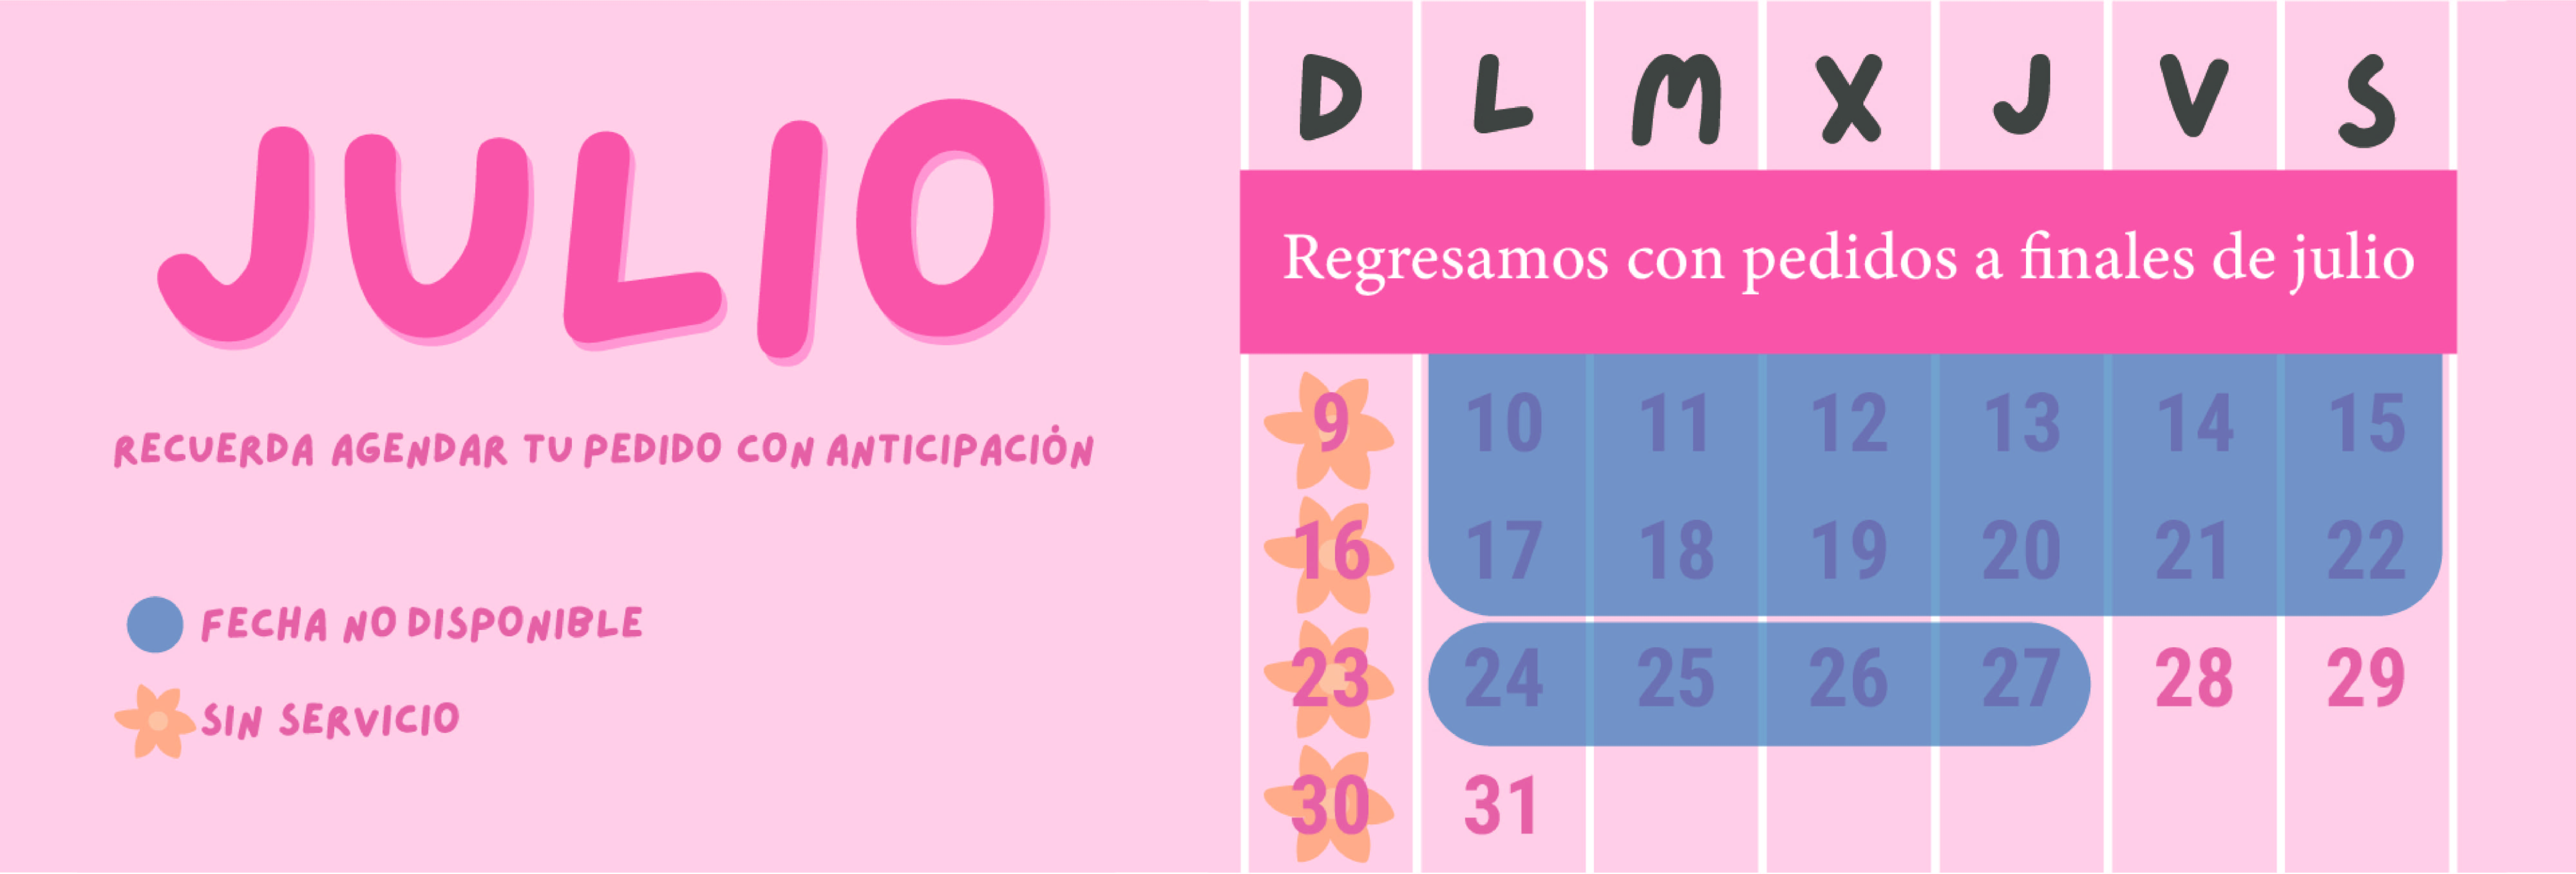 JULIO
RECUERDA AGENDAR TU PEDIDO CON ANTICIPACIÓN
FECHA NO DISPONIBLE
SIN SERVICIO
D L M X J V S
Regresamos con pedidos a finales de julio
9 10 11 12 13 14 15
16 17 18 19 20 21 22
23 24 25 26 27 28 29
30 31